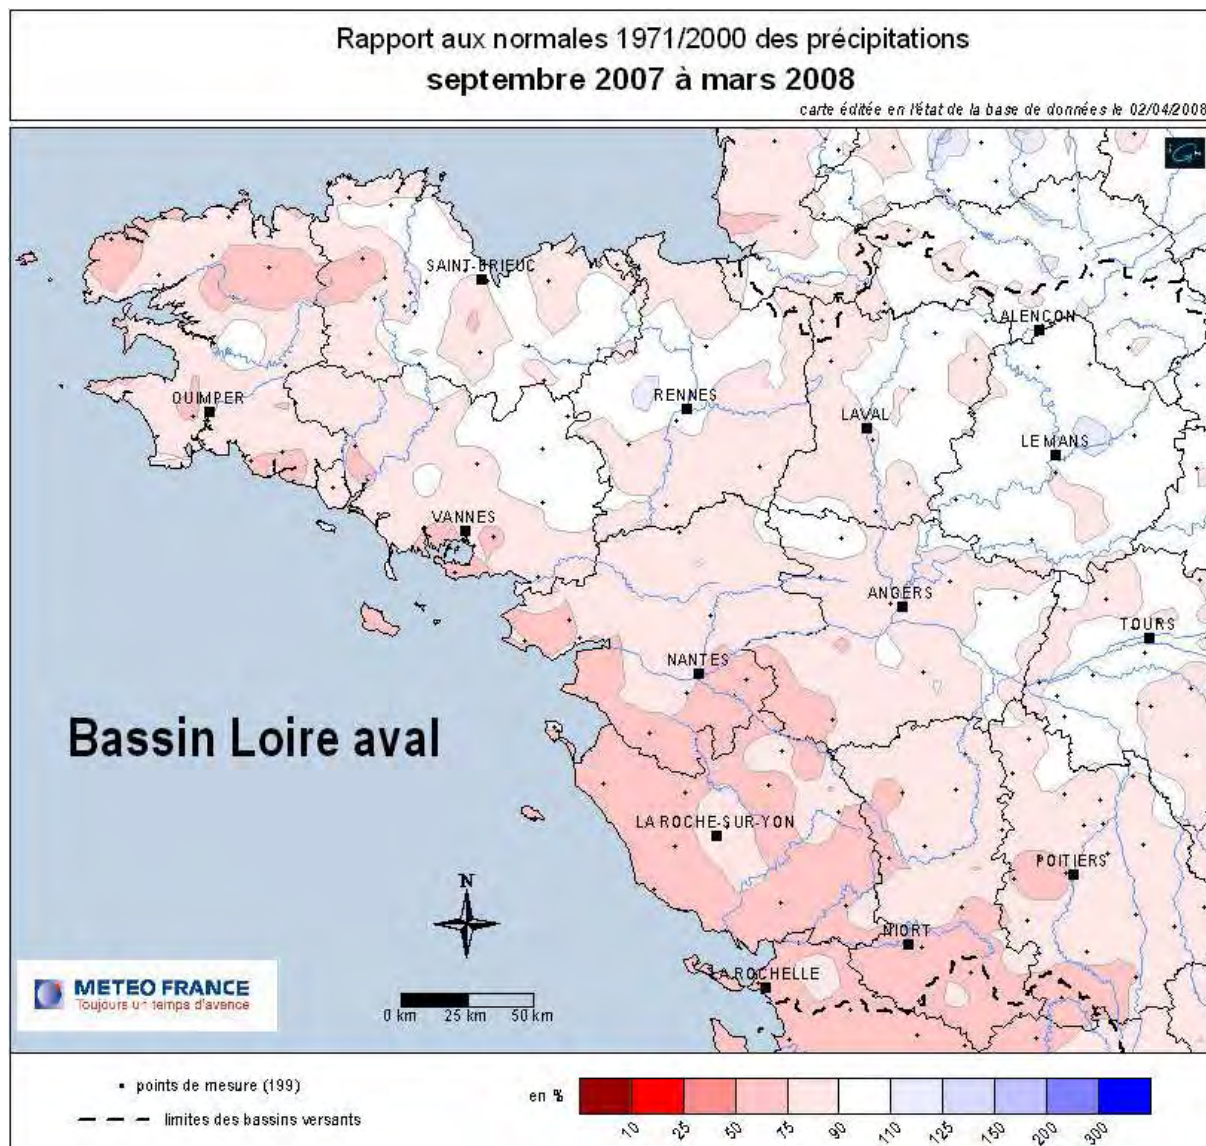 Rapport aux normales 1971/2000 des précipitations
septembre 2007 à mars 2008
carte éditée en l'état de la base de données le 02/04/2008
SAINT-BRIEUC
ALENCON
QUIMPER
RENNES
LAVAL
LE MANS
VANNES
ANGERS
TOURS
NANTES
Bassin Loire aval
LA ROCHE-SUR-YON
POITIERS
N
NIORT
LA ROCHELLE
METEO FRANCE
Toujours un temps d'avance
0 km 25 km 50 km
points de mesure (199)
limites des bassins versants
en %
10 25 50 75 90 110 125 150 200 300